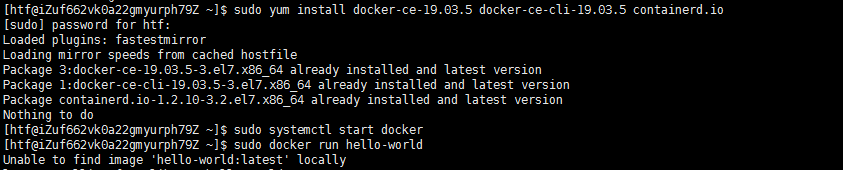 [htf@iZuf662vk0a22gmyurph79Z ~]$ sudo yum install docker-ce-19.03.5 docker-ce-cli-19.03.5 containerd.io
[sudo] password for htf:
Loaded plugins: fastestmirror
Loading mirror speeds from cached hostfile
Package 3:docker-ce-19.03.5-3.el7.x86_64 already installed and latest version
Package 1:docker-ce-cli-19.03.5-3.el7.x86_64 already installed and latest version
Package containerd.io-1.2.10-3.2.el7.x86_64 already installed and latest version
Nothing to do
[htf@iZuf662vk0a22gmyurph79Z ~]$ sudo systemctl start docker
[htf@iZuf662vk0a22gmyurph79Z ~]$ sudo docker run hello-world
Unable to find image 'hello-world:latest' locally